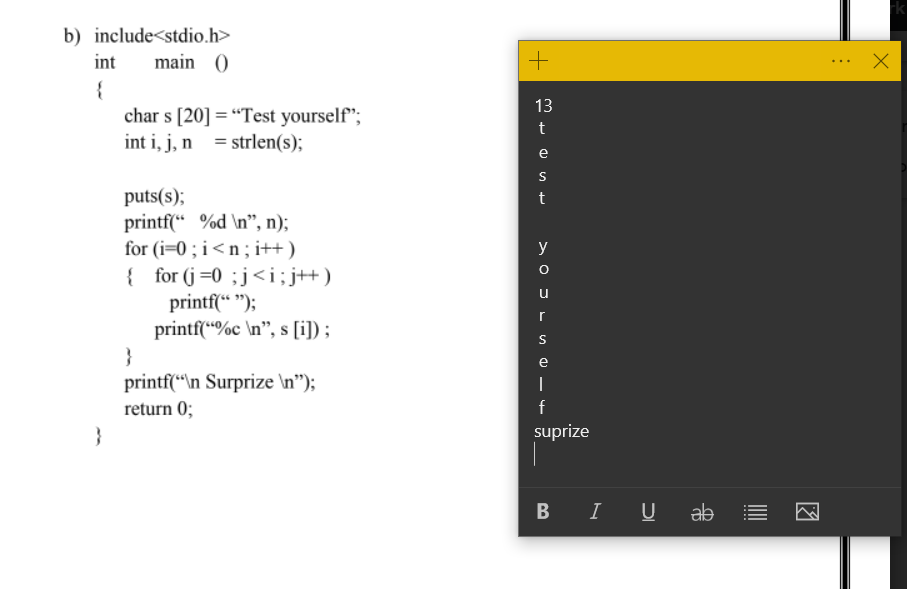 b) include<stdio.h>
int main ()
{
char s [20] = “Test yourself”;
int i, j, n = strlen(s);
puts(s);
printf(“ %d \n”, n);
for (i=0 ; i < n ; i++ )
{ for (j =0 ; j < i ; j++ )
printf(“ ”);
printf(“%c \n”, s [i]) ;
}
printf(“\n Surprize \n”);
return 0;
}
13
t
e
s
t
y
o
u
r
s
e
l
f
suprize
B I U ab